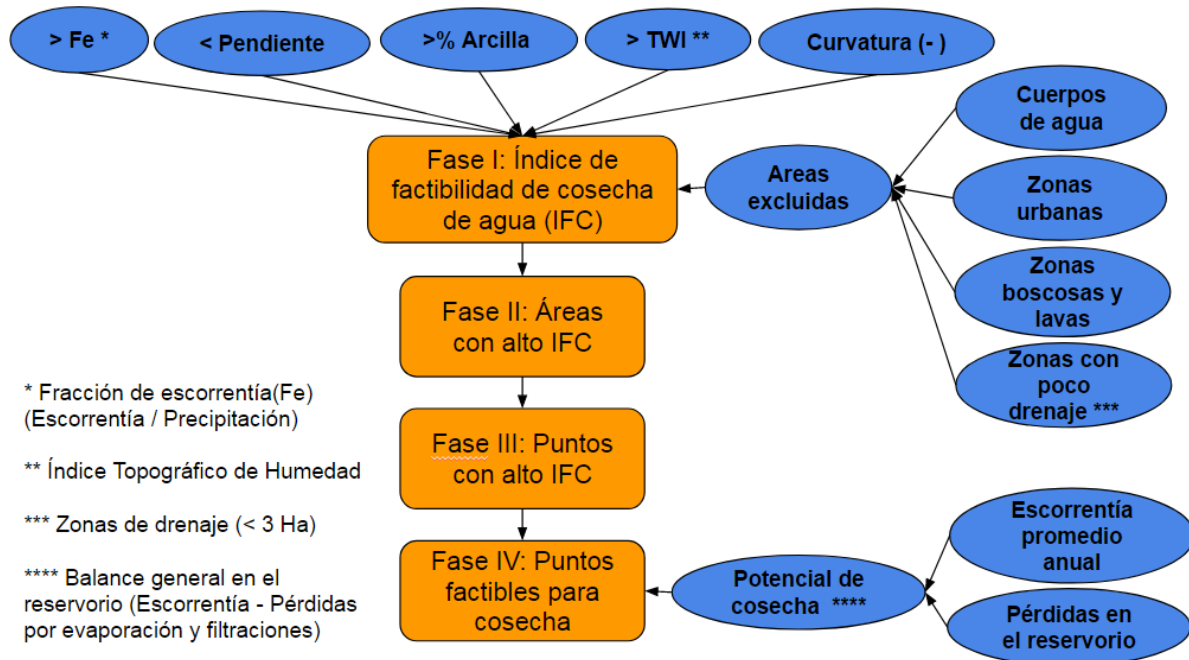 > Fe *
< Pendiente
>% Arcilla
> TWI **
Curvatura (- )
Cuerpos
de agua
Fase I: Índice de
factibilidad de cosecha
de agua (IFC)
Areas
excluidas
Zonas
urbanas
Zonas
boscosas y
lavas
Fase II: Áreas
con alto IFC
Zonas con
poco
drenaje ***
* Fracción de escorrentía(Fe)
(Escorrentía / Precipitación)
** Índice Topográfico de Humedad
*** Zonas de drenaje (< 3 Ha)
**** Balance general en el
reservorio (Escorrentía - Pérdidas
por evaporación y filtraciones)
Fase III: Puntos
con alto IFC
Fase IV: Puntos
factibles para
cosecha
Potencial de
cosecha ****
Escorrentía
promedio
anual
Pérdidas en
el reservorio